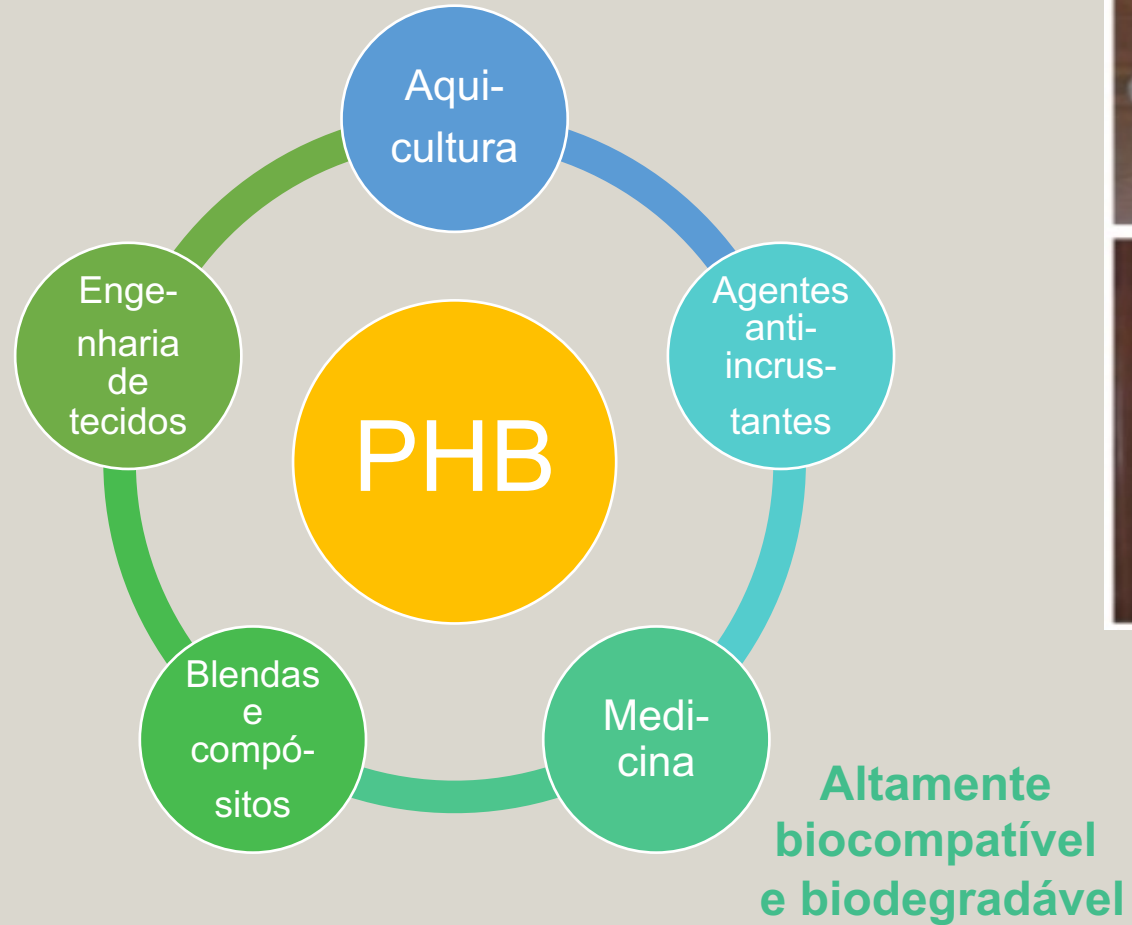 Aqui-
cultura
Agentes
anti-
incrus-
tantes
Medi-
cina
Blendas
e
compó-
sitos
Enge-
nharia
de
tecidos
PHB
Altamente
biocompatível
e biodegradável